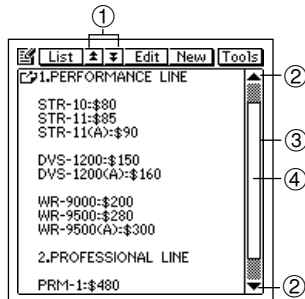 ①
List Edit New Tools
②
1.PERFORMANCE LINE
STR-10:$80
STR-11:$85
STR-11(A):$90
③
DVS-1200:$150
DVS-1200(A):$160
④
WR-9000:$200
WR-9500:$280
WR-9500(A):$300
2.PROFESSIONAL LINE
PRM-1:$480
②